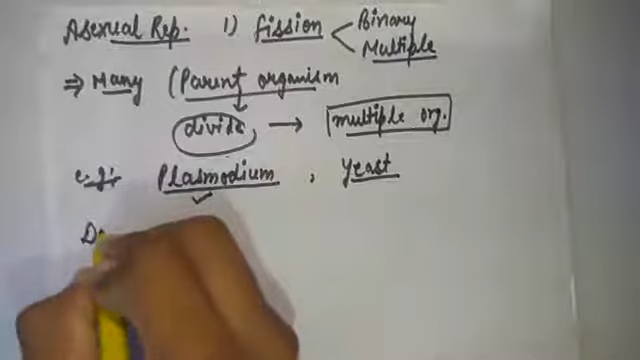 Asexual Rep. 1) fission < Binary
Multiple
⇒ Many (Parent organism
divide → multiple org.
e.g:- Plasmodium, Yeast